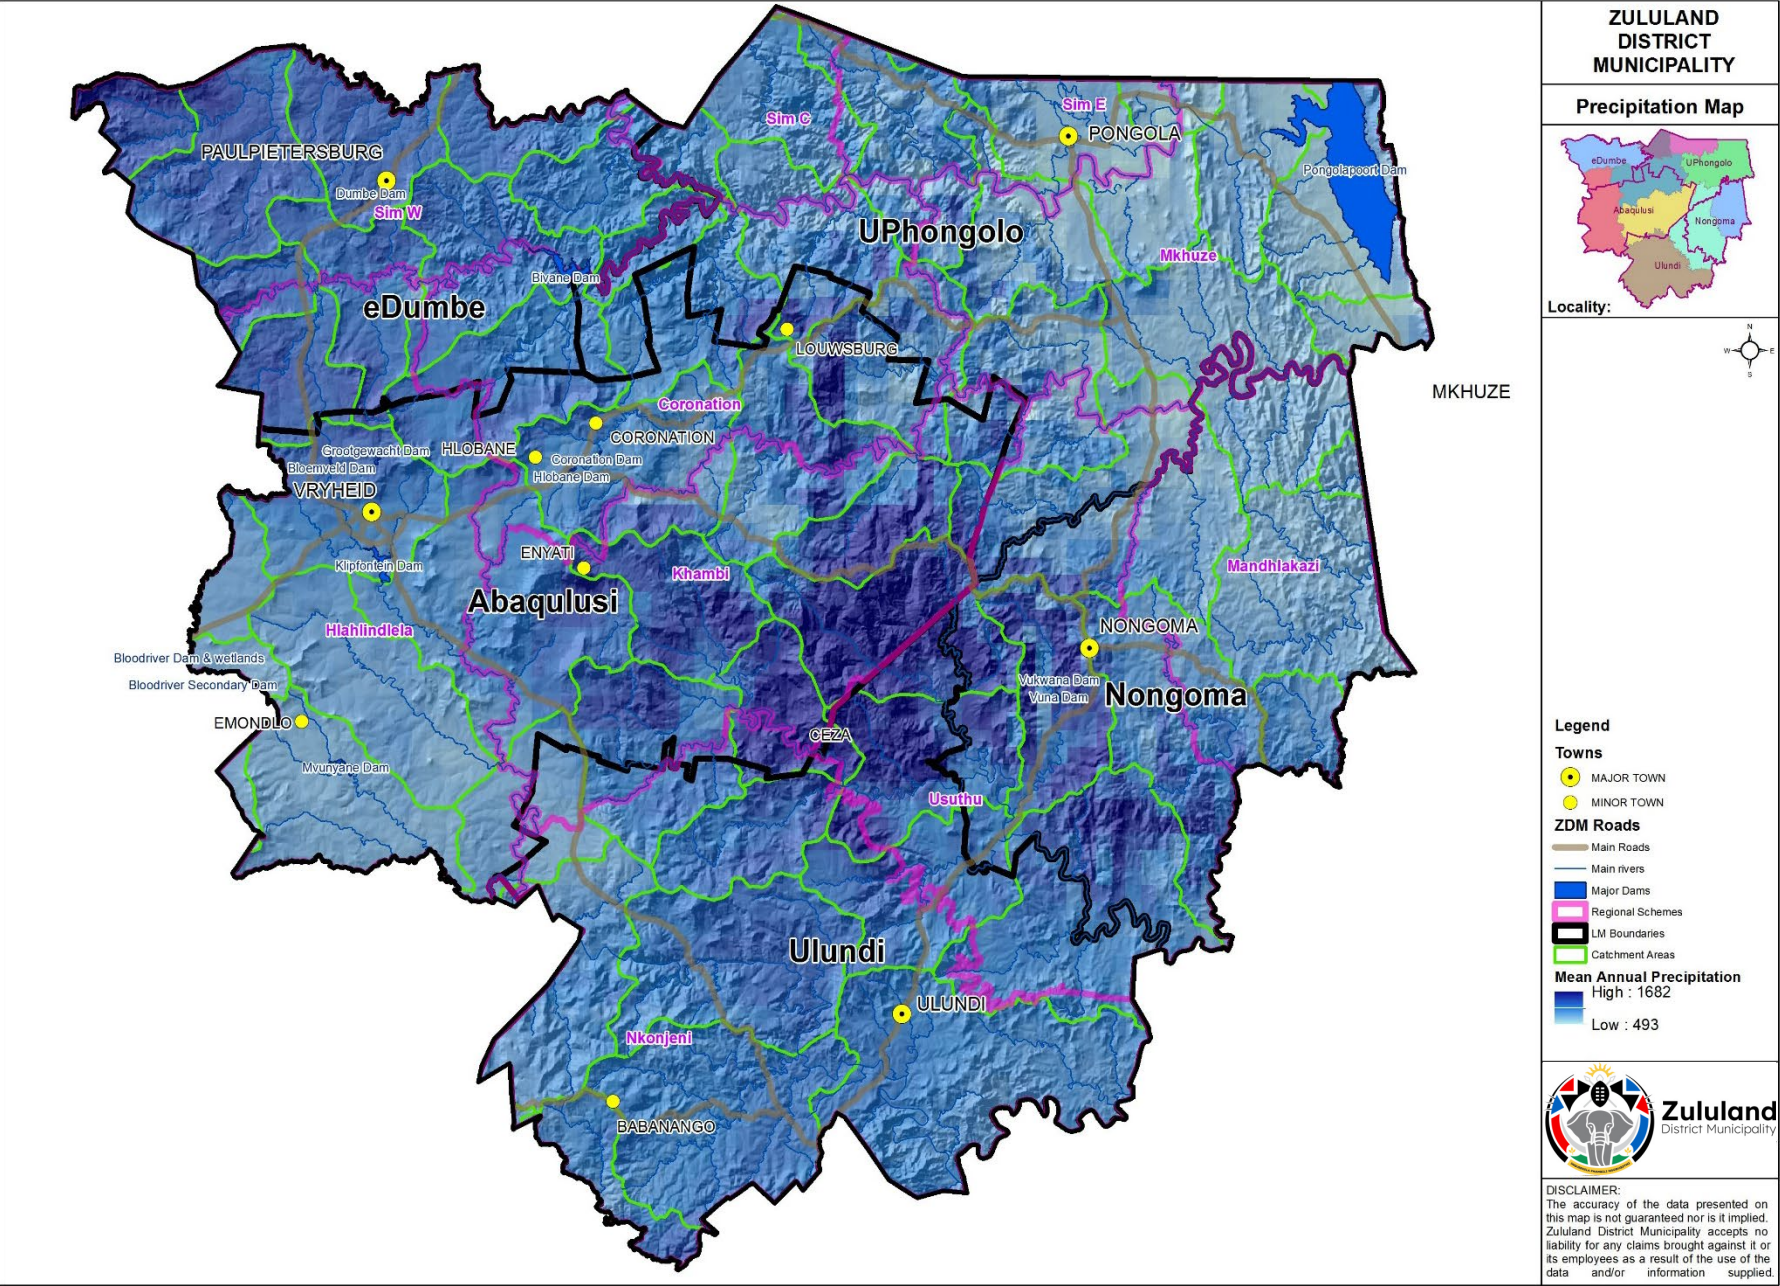 ZULULAND
DISTRICT
MUNICIPALITY
Precipitation Map
eDumbe
UPhongolo
Abaqulusi
Nongoma
Ulundi
Locality:
N
W
E
S
Sim C
Sim E
PONGOLA
PAULPIETERSBURG
Pongolapoort Dam
Dumbe Dam
Sim W
UPhongolo
Mkhuze
Bivane Dam
eDumbe
LOUWSBURG
MKHUZE
Coronation
CORONATION
HLOBANE
Grootgewacht Dam
Coronation Dam
Bloemveld Dam
Hlobane Dam
VRYHEID
ENYATI
Klipfontein Dam
Khambi
Mandhlakazi
Abaqulusi
Hlahlindlela
NONGOMA
Bloodriver Dam & wetlands
Bloodriver Secondary Dam
Vukwana Dam
Vuna Dam
Nongoma
EMONDLO
CEZA
Mvunyane Dam
Usuthu
Ulundi
ULUNDI
Nkonjeni
BABANANGO
Legend
Towns
MAJOR TOWN
MINOR TOWN
ZDM Roads
Main Roads
Main rivers
Major Dams
Regional Schemes
LM Boundaries
Catchment Areas
Mean Annual Precipitation
High : 1682
Low : 493
Zululand
District Municipality
DISCLAIMER:
The accuracy of the data presented on
this map is not guaranteed nor is it implied.
Zululand District Municipality accepts no
liability for any claims brought against it or
its employees as a result of the use of the
data and/or information supplied.